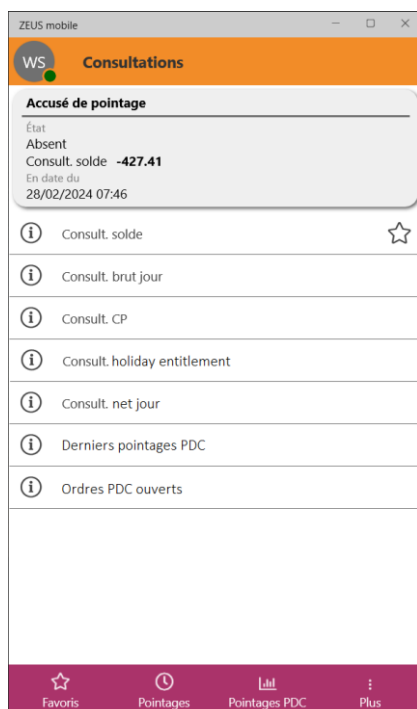 ZEUS mobile
WS
Consultations
Accusé de pointage
État
Absent
Consult. solde -427.41
En date du
28/02/2024 07:46
Consult. solde
Consult. brut jour
Consult. CP
Consult. holiday entitlement
Consult. net jour
Derniers pointages PDC
Ordres PDC ouverts
Favoris Pointages Pointages PDC Plus